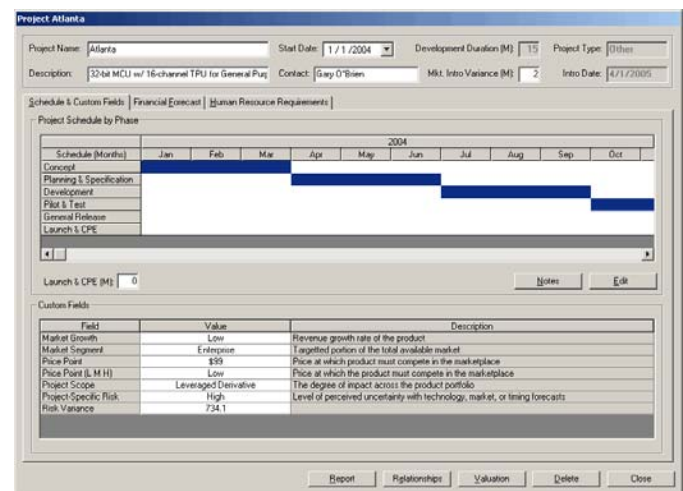 Project Atlanta
Project Name: Atlanta Start Date: 1 / 1 /2004 Development Duration (M): 15 Project Type: Other
Description: 32-bit MCU w/ 16-channel TPU for General Purp Contact: Gary O'Brien Mkt. Intro Variance (M): 2 Intro Date: 4/1/2005
Schedule & Custom Fields Financial Forecast Human Resource Requirements
Project Schedule by Phase
2004
Schedule (Months) Jan Feb Mar Apr May Jun Jul Aug Sep Oct
Concept
Planning & Specification
Development
Pilot & Test
General Release
Launch & CPE
Launch & CPE (M): 0 Notes Edit
Custom Fields
Field Value Description
Market Growth Low Revenue growth rate of the product
Market Segment Enterprise Targetted portion of the total available market
Price Point $99 Price at which product must compete in the marketplace
Price Point (L M H) Low Price at which the product must compete in the marketplace
Project Scope Leveraged Derivative The degree of impact across the product portfolio
Project-Specific Risk High Level of perceived uncertainty with technology, market, or timing forecasts
Risk Variance 734.1
Report Relationships Valuation Delete Close